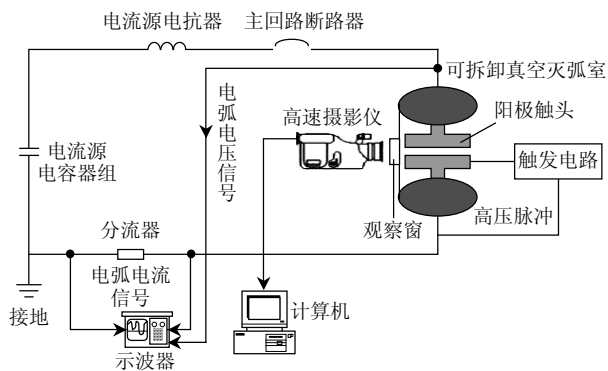 电流源电抗器
主回路断路器
可拆卸真空灭弧室
电弧电压信号
高速摄影仪
阳极触头
触发电路
电流源
电容器组
观察窗
高压脉冲
分流器
电弧电流
信号
接地
计算机
示波器